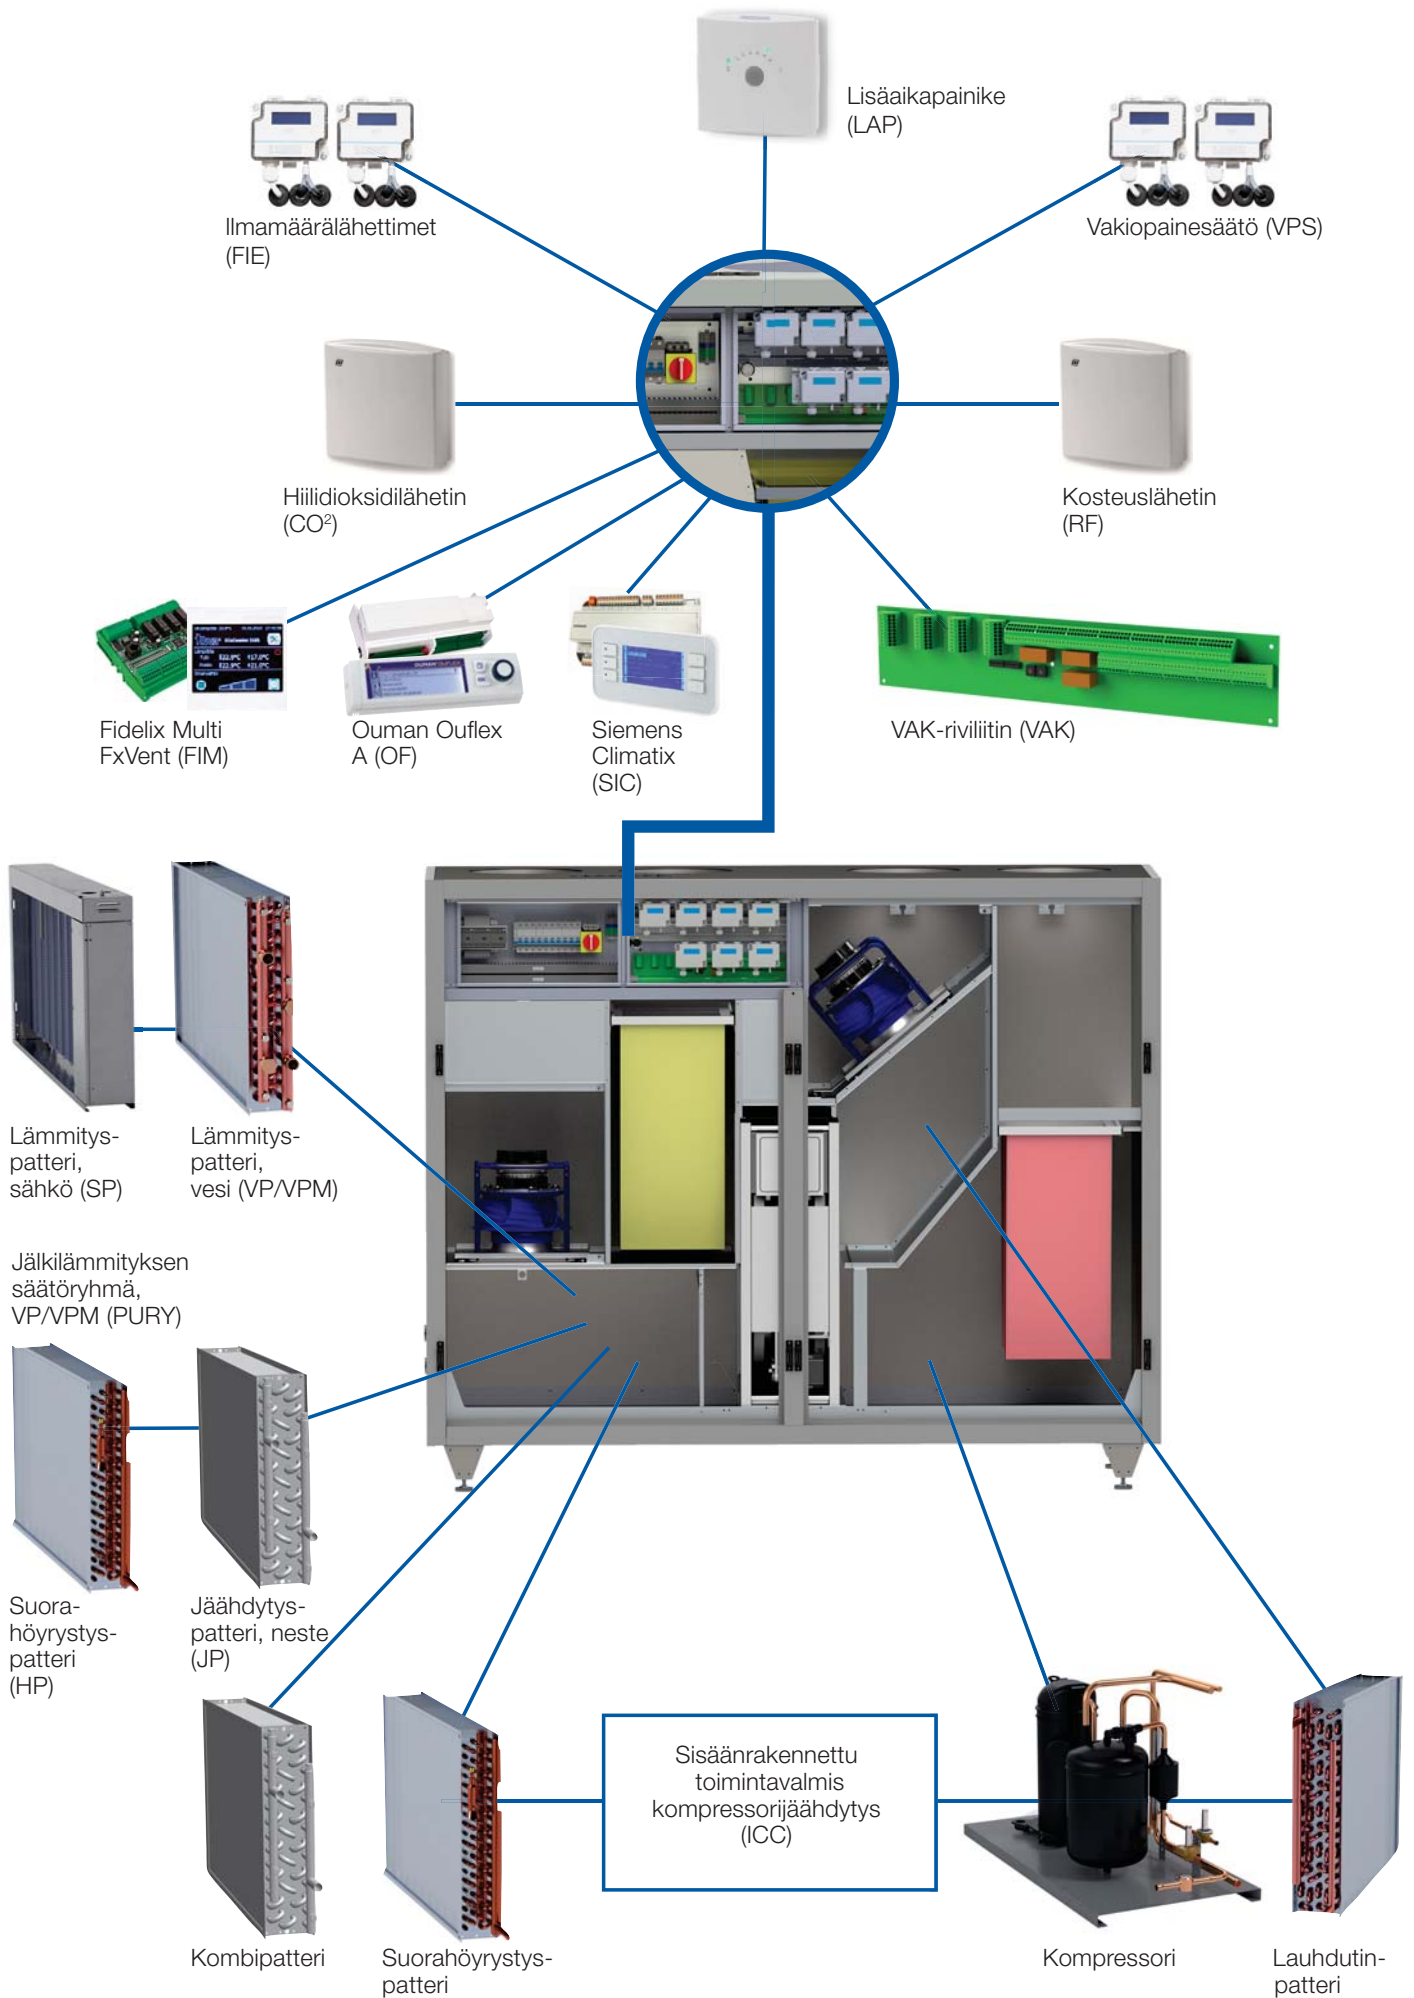 Lisäaikapainike
(LAP)
Ilmamäärälähettimet
(FIE)
Vakiopainesäätö (VPS)
Hiilidioksidilähetin
(CO²)
Kosteuslähetin
(RF)
OUMAN OUFLEX
Fidelix Multi
FxVent (FIM)
Ouman Ouflex
A (OF)
Siemens
Climatix
(SIC)
VAK-riviliitin (VAK)
Lämmitys-
patteri,
sähkö (SP)
Lämmitys-
patteri,
vesi (VP/VPM)
Jälkilämmityksen
säätöryhmä,
VP/VPM (PURY)
Suora-
höyrystys-
patteri
(HP)
Jäähdytys-
patteri, neste
(JP)
Sisäänrakennettu
toimintavalmis
kompressorijäähdytys
(ICC)
Kombipatteri
Suorahöyrystys-
patteri
Kompressori
Lauhdutin-
patteri